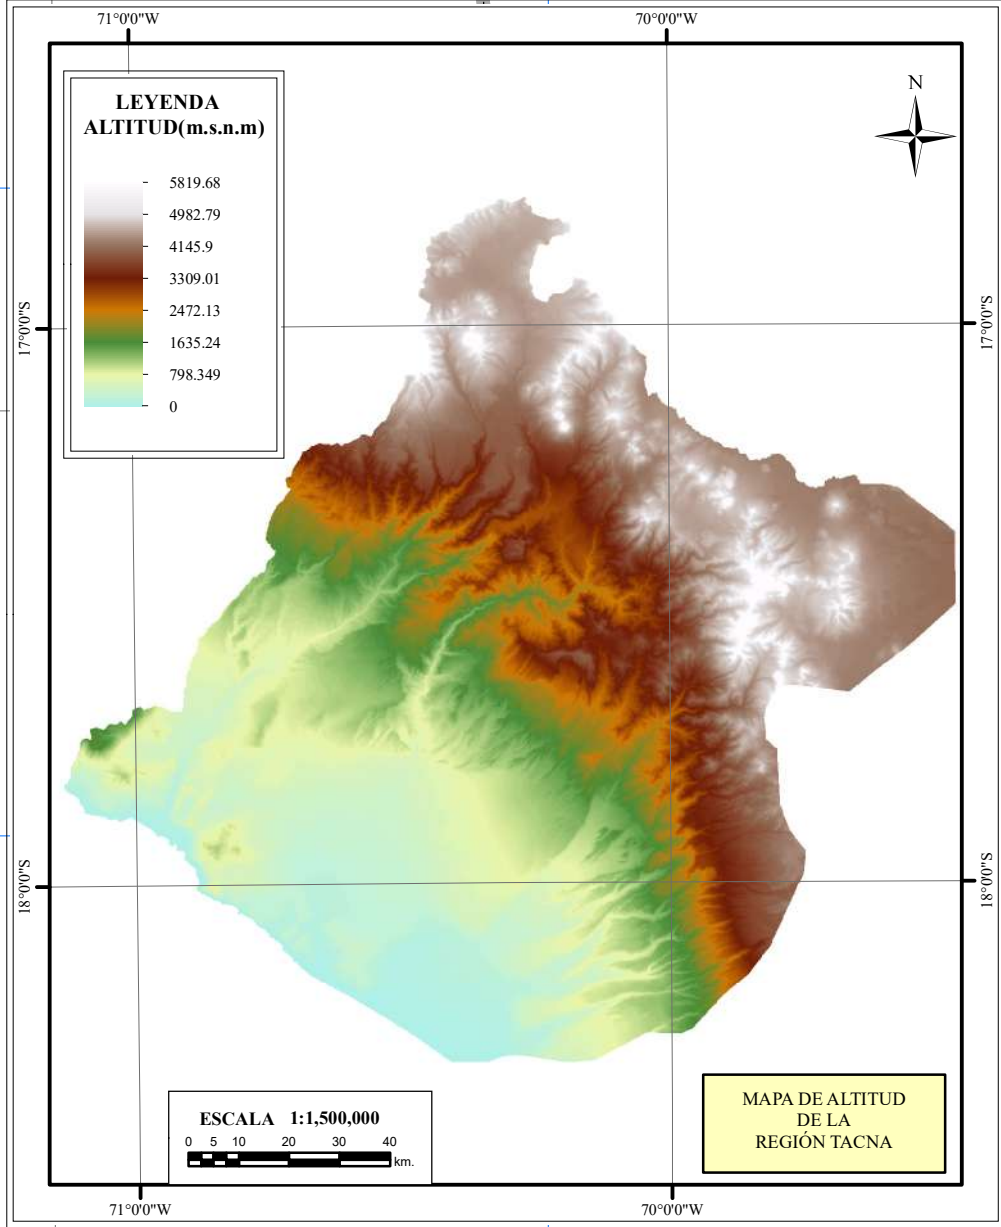 71°0'0"W
70°0'0"W
LEYENDA
ALTITUD(m.s.n.m)
5819.68
4982.79
4145.9
3309.01
2472.13
1635.24
798.349
0
N
17°0'0"S
17°0'0"S
18°0'0"S
18°0'0"S
ESCALA 1:1,500,000
0 5 10 20 30 40
km.
MAPA DE ALTITUD
DE LA
REGIÓN TACNA
71°0'0"W
70°0'0"W